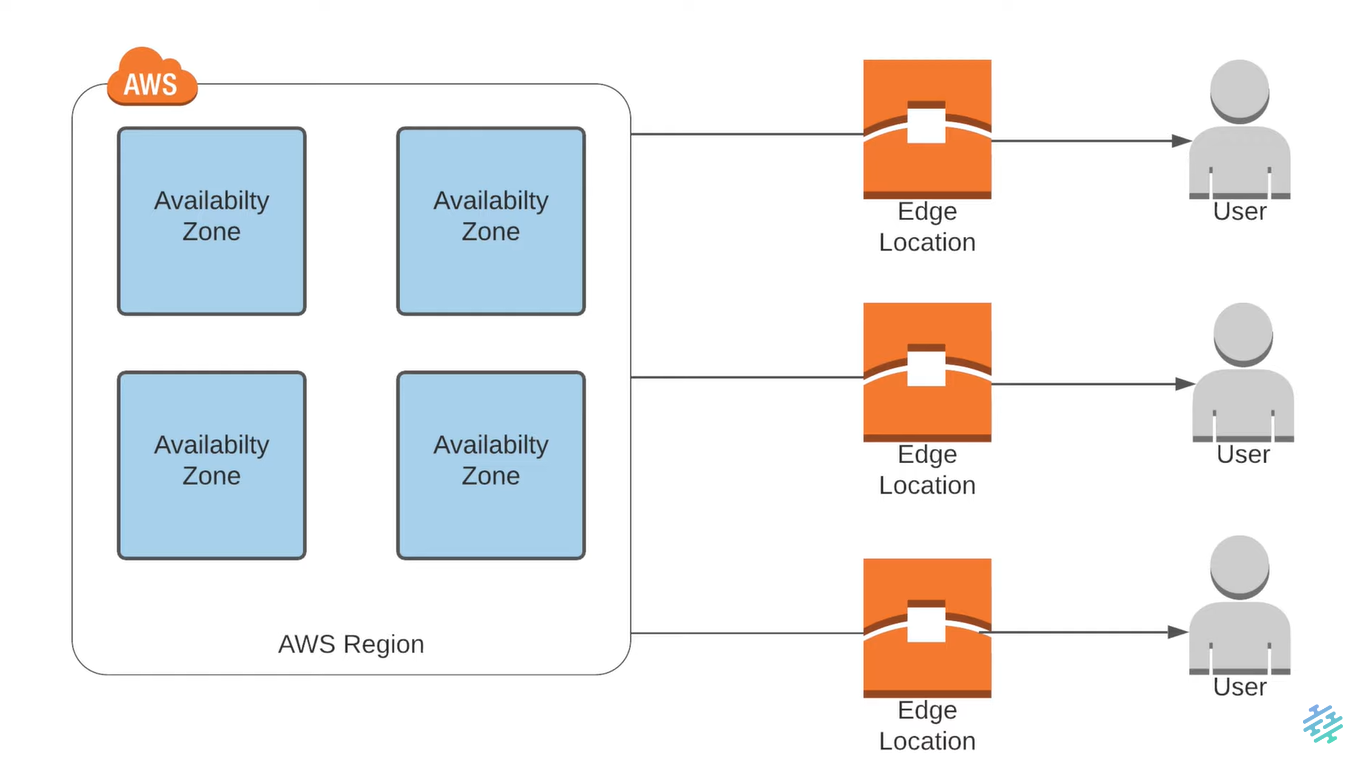 AWS
Availabilty
Zone
Availabilty
Zone
Availabilty
Zone
Availabilty
Zone
AWS Region
Edge
Location
User
Edge
Location
User
Edge
Location
User